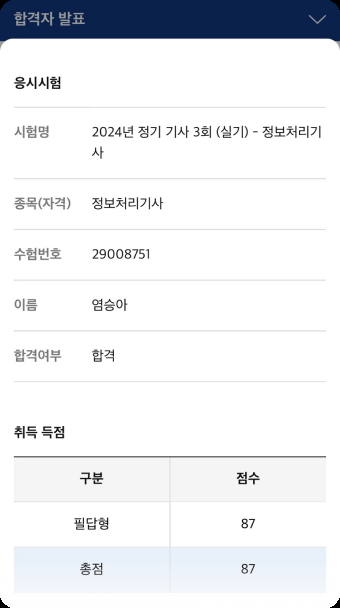 합격자 발표
응시시험
시험명 2024년 정기 기사 3회 (실기) - 정보처리기
사
종목(자격) 정보처리기사
수험번호 29008751
이름 염승아
합격여부 합격
취득 득점
구분 점수
필답형 87
총점 87